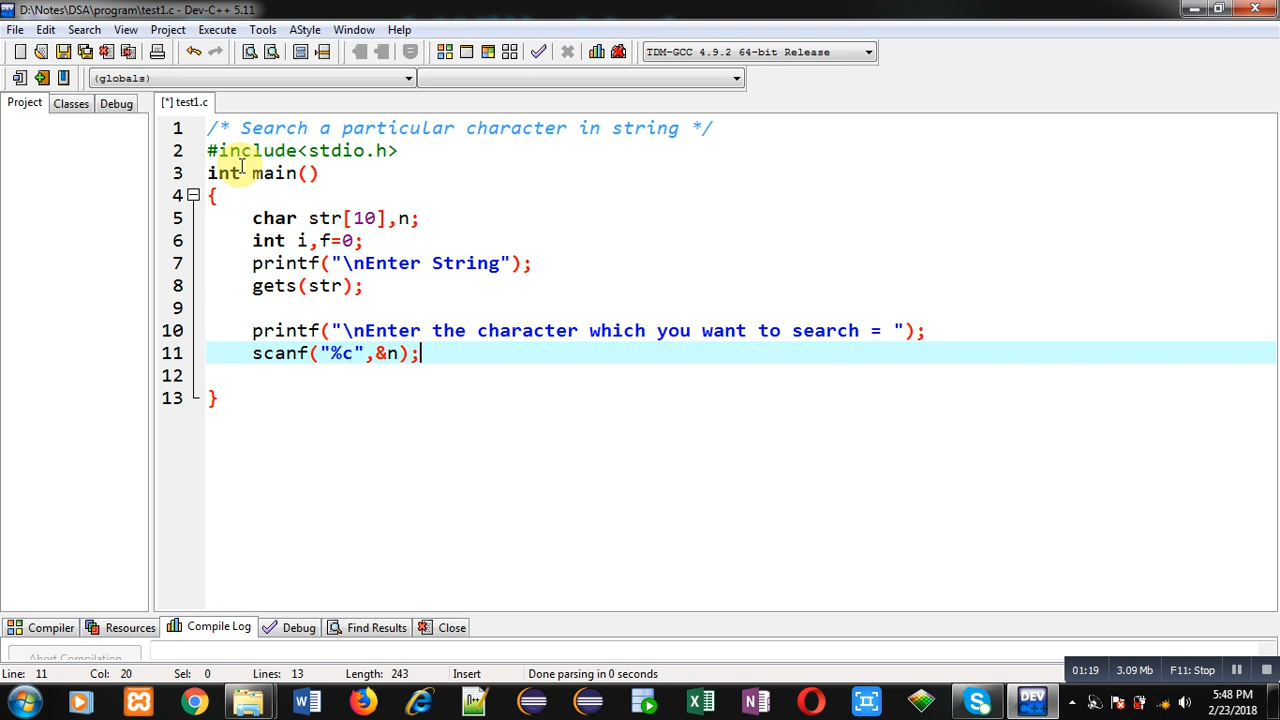 D:\Notes\DSA\program\test1.c - Dev-C++ 5.11
File Edit Search View Project Execute Tools AStyle Window Help
TDM-GCC 4.9.2 64-bit Release
(globals)
Project Classes Debug [*] test1.c
1 /* Search a particular character in string */
2 #include<stdio.h>
3 int main()
4 {
5 char str[10],n;
6 int i,f=0;
7 printf("\nEnter String");
8 gets(str);
9
10 printf("\nEnter the character which you want to search = ");
11 scanf("%c",&n);
12
13 }
Compiler Resources Compile Log Debug Find Results Close
Abort Compilation
Line: 11 Col: 20 Sel: 0 Lines: 13 Length: 243 Insert Done parsing in 0 seconds
01:19 3.09 Mb F11: Stop
5:48 PM
2/23/2018